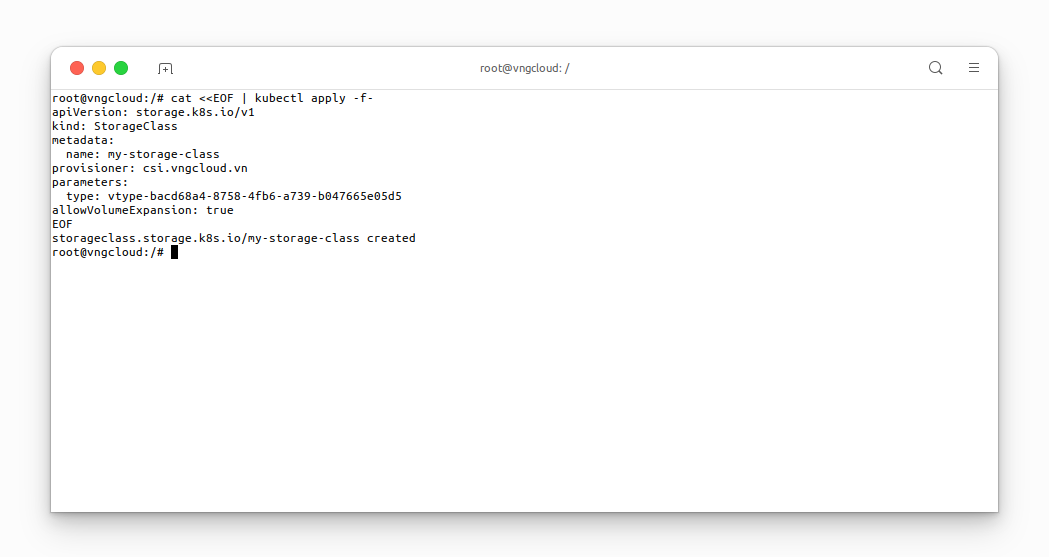 root@vngcloud: /
root@vngcloud:/# cat <<EOF | kubectl apply -f-
apiVersion: storage.k8s.io/v1
kind: StorageClass
metadata:
  name: my-storage-class
provisioner: csi.vngcloud.vn
parameters:
  type: vtype-bacd68a4-8758-4fb6-a739-b047665e05d5
allowVolumeExpansion: true
EOF
storageclass.storage.k8s.io/my-storage-class created
root@vngcloud:/#